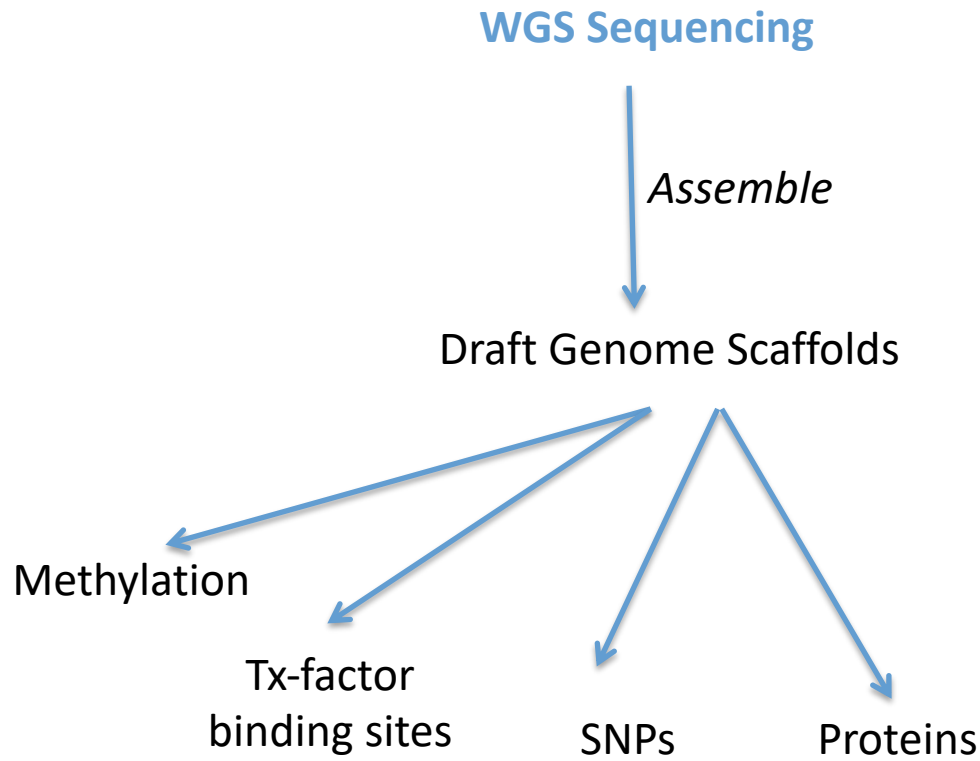 WGS Sequencing
Assemble
Draft Genome Scaffolds
Methylation
Tx-factor
binding sites
SNPs
Proteins